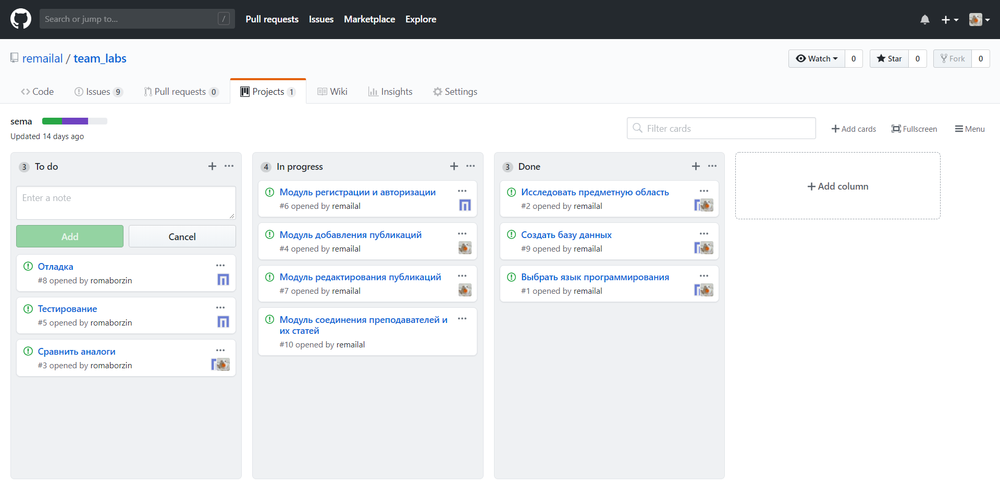 Search or jump to... /
Pull requests Issues Marketplace Explore
remailal / team_labs
Watch 0 Star 0 Fork 0
Code Issues 9 Pull requests 0 Projects 1 Wiki Insights Settings
sema
Updated 14 days ago
Filter cards
Add cards Fullscreen Menu
3 To do
Enter a note
Add Cancel
Отладка
#8 opened by romaborzin
Тестирование
#5 opened by romaborzin
Сравнить аналоги
#3 opened by romaborzin
4 In progress
Модуль регистрации и авторизации
#6 opened by remailal
Модуль добавления публикаций
#4 opened by remailal
Модуль редактирования публикаций
#7 opened by remailal
Модуль соединения преподавателей и
их статей
#10 opened by remailal
3 Done
Исследовать предметную область
#2 opened by remailal
Создать базу данных
#9 opened by remailal
Выбрать язык программирования
#1 opened by remailal
Add column